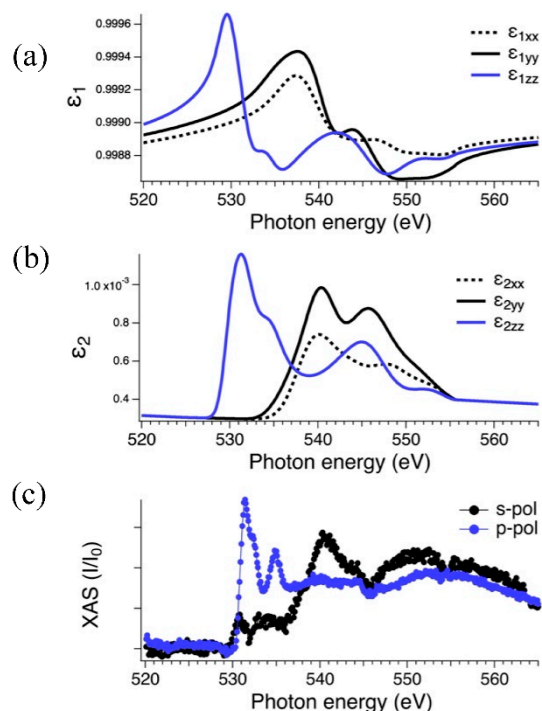 (a)
ε₁
0.9996
0.9994
0.9992
0.9990
0.9988
ε₁xx
ε₁yy
ε₁zz
520 530 540 550 560
Photon energy (eV)
(b)
ε₂
1.0 x10⁻³
0.8
0.6
0.4
ε₂xx
ε₂yy
ε₂zz
520 530 540 550 560
Photon energy (eV)
(c)
XAS (I/I₀)
s-pol
p-pol
520 530 540 550 560
Photon energy (eV)